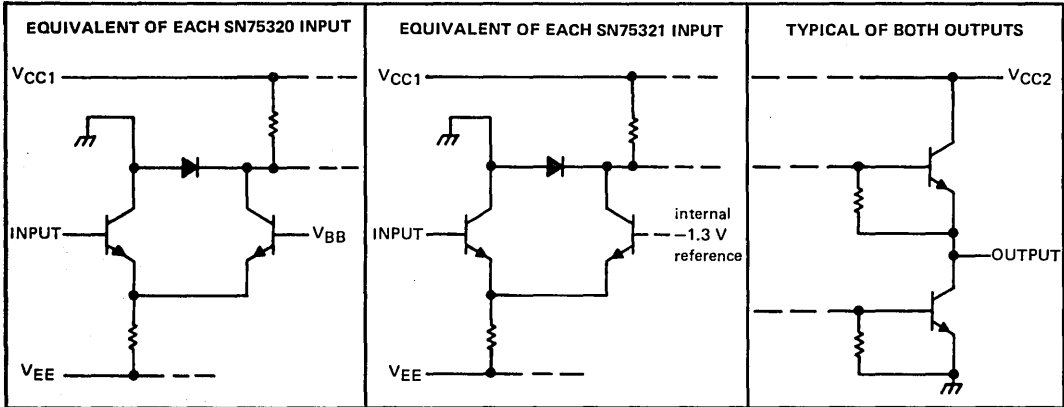 EQUIVALENT OF EACH SN75320 INPUT
VCC1
INPUT
VBB
VEE
EQUIVALENT OF EACH SN75321 INPUT
VCC1
INPUT
internal
–1.3 V
reference
VEE
TYPICAL OF BOTH OUTPUTS
VCC2
OUTPUT